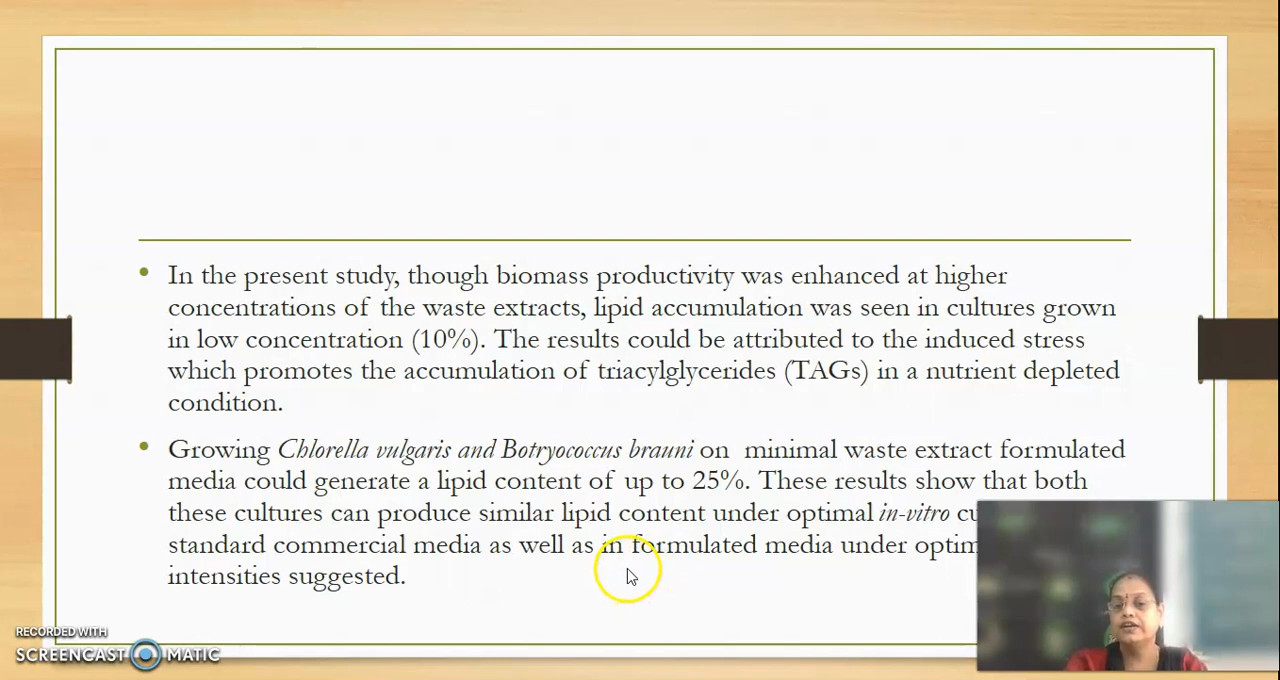 In the present study, though biomass productivity was enhanced at higher
concentrations of the waste extracts, lipid accumulation was seen in cultures grown
in low concentration (10%). The results could be attributed to the induced stress
which promotes the accumulation of triacylglycerides (TAGs) in a nutrient depleted
condition.
Growing Chlorella vulgaris and Botryococcus brauni on minimal waste extract formulated
media could generate a lipid content of up to 25%. These results show that both
these cultures can produce similar lipid content under optimal in-vitro
standard commercial media as well as in formulated media under
intensities suggested.
RECORDED WITH
SCREENCAST MATIC